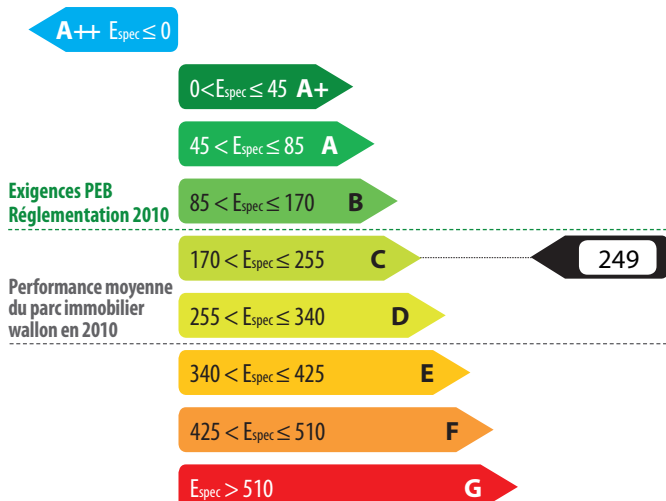 A++ Espec ≤ 0
0<Espec ≤ 45 A+
45 < Espec ≤ 85 A
Exigences PEB
Réglementation 2010
85 < Espec ≤ 170 B
170 < Espec ≤ 255 C
249
Performance moyenne
du parc immobilier
wallon en 2010
255 < Espec ≤ 340 D
340 < Espec ≤ 425 E
425 < Espec ≤ 510 F
Espec > 510 G